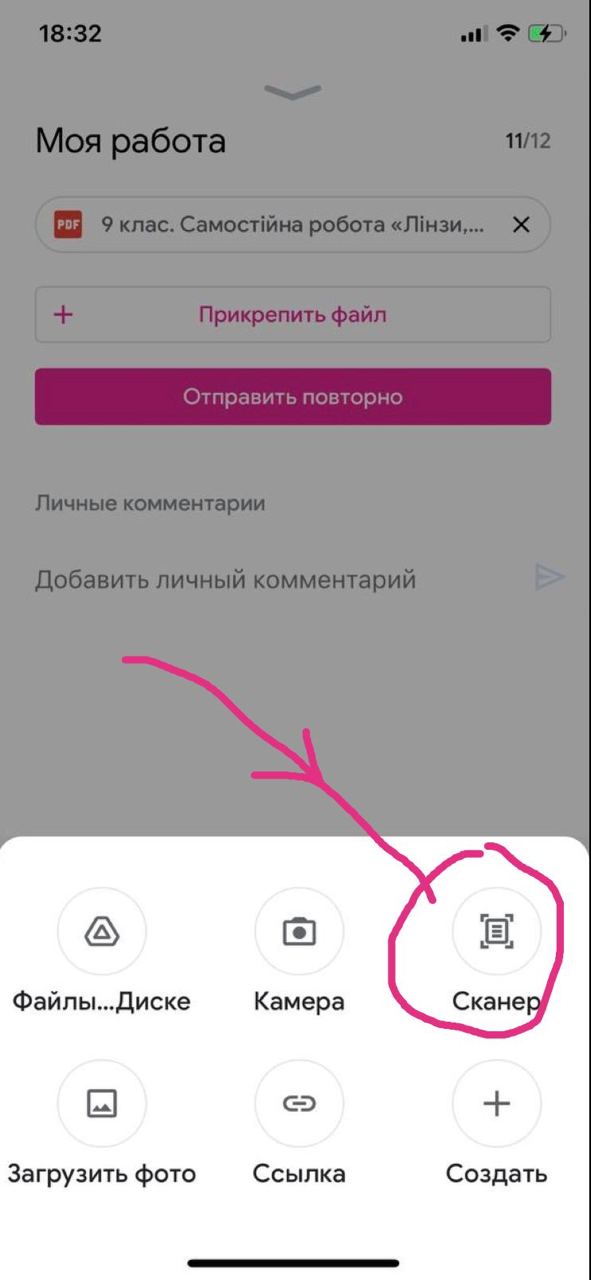 18:32
Моя работа 11/12
PDF 9 клас. Самостійна робота «Лінзи,...
Прикрепить файл
Отправить повторно
Личные комментарии
Добавить личный комментарий
Файлы...Диске Камера Сканер
Загрузить фото Ссылка Создать